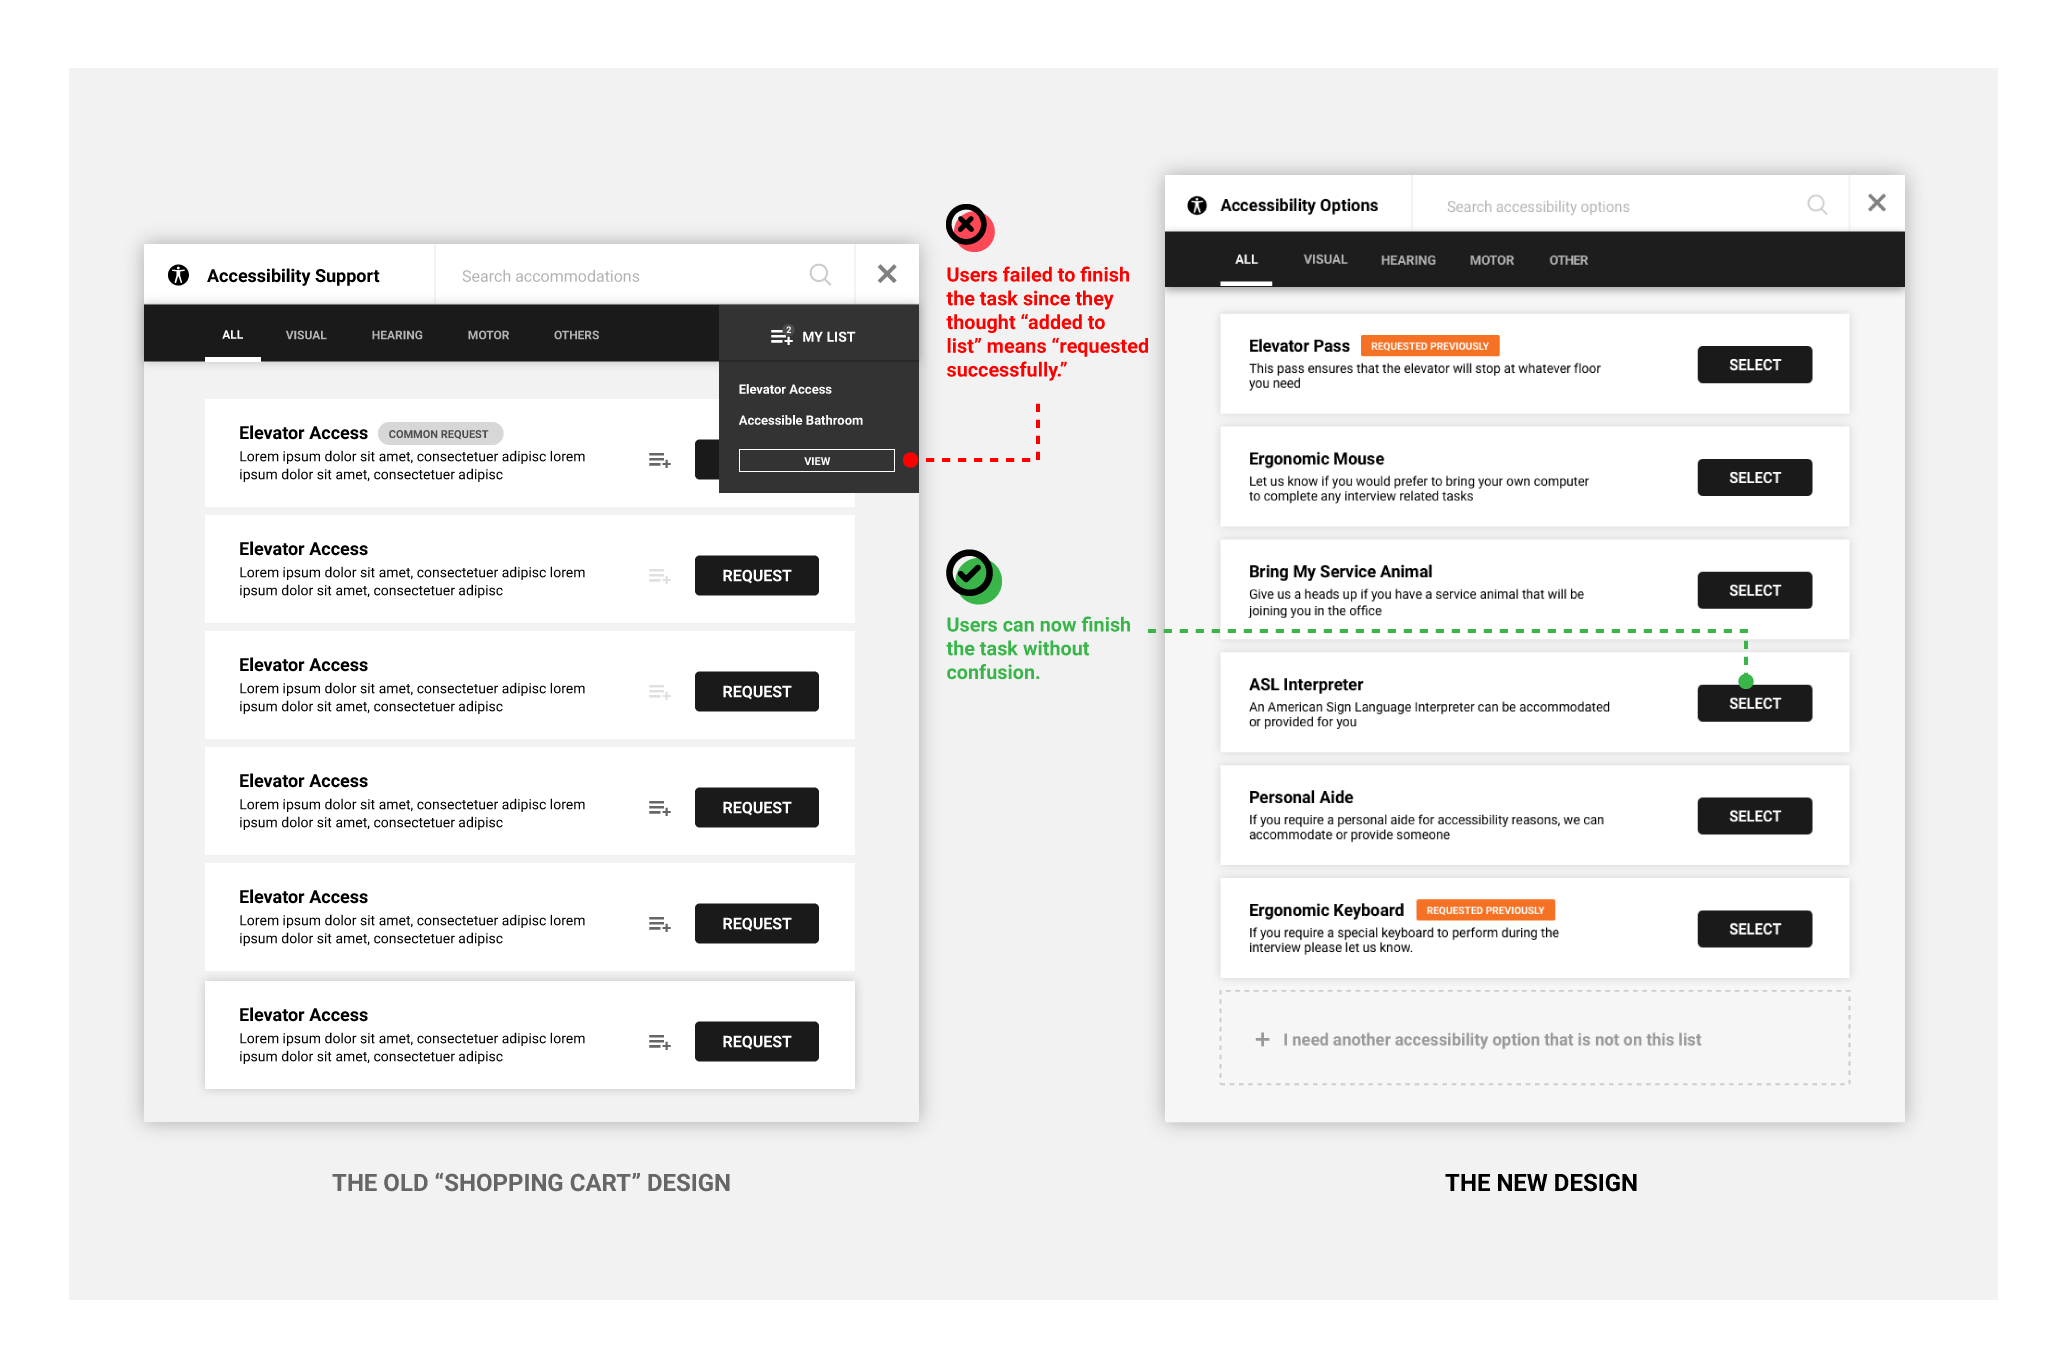 Accessibility Support
Search accommodations
ALL
VISUAL
HEARING
MOTOR
OTHERS
2
MY LIST
Elevator Access
Accessible Bathroom
VIEW
Elevator Access
COMMON REQUEST
Lorem ipsum dolor sit amet, consectetuer adipisc lorem
ipsum dolor sit amet, consectetuer adipisc
Elevator Access
Lorem ipsum dolor sit amet, consectetuer adipisc lorem
ipsum dolor sit amet, consectetuer adipisc
REQUEST
Elevator Access
Lorem ipsum dolor sit amet, consectetuer adipisc lorem
ipsum dolor sit amet, consectetuer adipisc
REQUEST
Elevator Access
Lorem ipsum dolor sit amet, consectetuer adipisc lorem
ipsum dolor sit amet, consectetuer adipisc
REQUEST
Elevator Access
Lorem ipsum dolor sit amet, consectetuer adipisc lorem
ipsum dolor sit amet, consectetuer adipisc
REQUEST
Elevator Access
Lorem ipsum dolor sit amet, consectetuer adipisc lorem
ipsum dolor sit amet, consectetuer adipisc
REQUEST
THE OLD “SHOPPING CART” DESIGN
Users failed to finish
the task since they
thought “added to
list” means “requested
successfully.”
Users can now finish
the task without
confusion.
Accessibility Options
Search accessibility options
ALL
VISUAL
HEARING
MOTOR
OTHER
Elevator Pass
REQUESTED PREVIOUSLY
This pass ensures that the elevator will stop at whatever floor
you need
SELECT
Ergonomic Mouse
Let us know if you would prefer to bring your own computer
to complete any interview related tasks
SELECT
Bring My Service Animal
Give us a heads up if you have a service animal that will be
joining you in the office
SELECT
ASL Interpreter
An American Sign Language Interpreter can be accommodated
or provided for you
SELECT
Personal Aide
If you require a personal aide for accessibility reasons, we can
accommodate or provide someone
SELECT
Ergonomic Keyboard
REQUESTED PREVIOUSLY
If you require a special keyboard to perform during the
interview please let us know.
SELECT
+ I need another accessibility option that is not on this list
THE NEW DESIGN